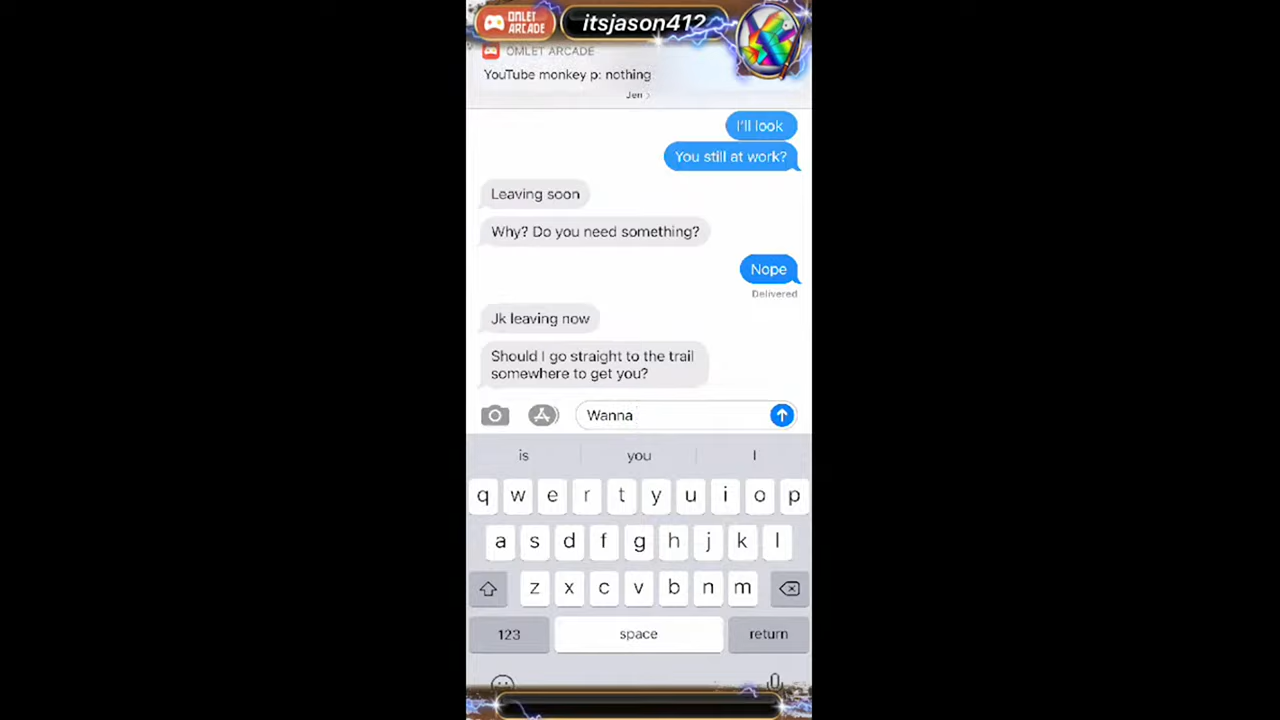 OMLET
ARCADE
itsjason412
OMLET ARCADE
YouTube monkey p: nothing
Jen
I'll look
You still at work?
Leaving soon
Why? Do you need something?
Nope
Delivered
Jk leaving now
Should I go straight to the trail
somewhere to get you?
Wanna
is you I
q w e r t y u i o p
a s d f g h j k l
z x c v b n m
123 space return